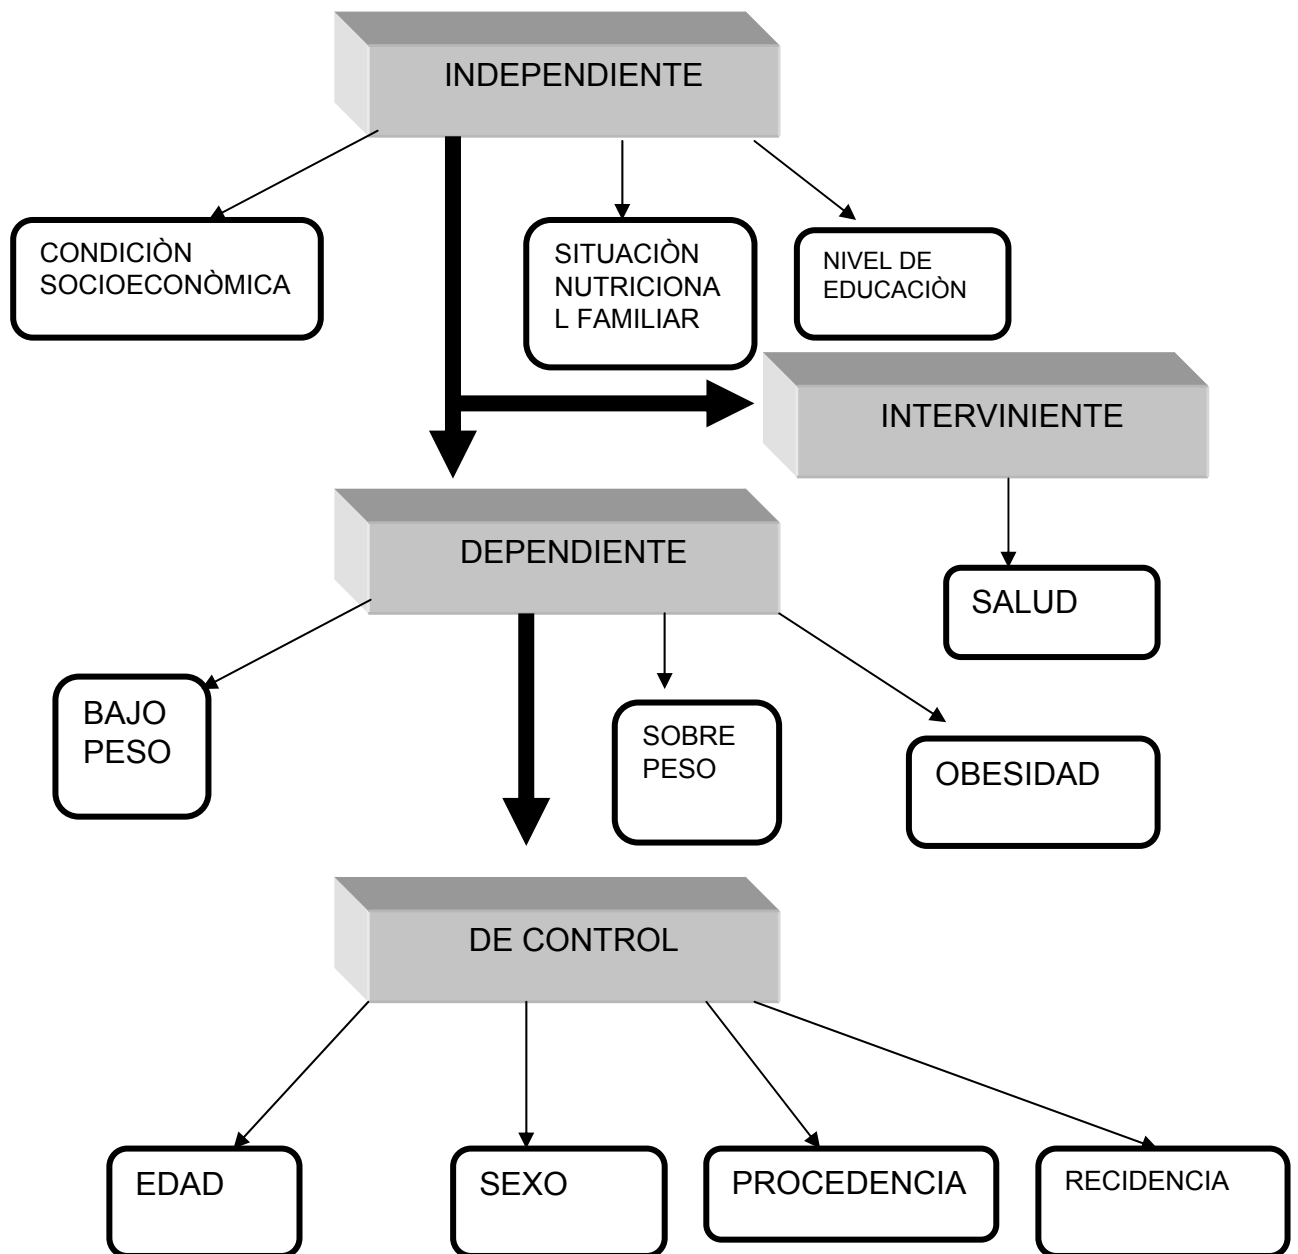 INDEPENDIENTE
CONDICIÒN
SOCIOECONÒMICA
SITUACIÒN
NUTRICIONA
L FAMILIAR
NIVEL DE
EDUCACIÒN
INTERVINIENTE
DEPENDIENTE
SALUD
BAJO
PESO
SOBRE
PESO
OBESIDAD
DE CONTROL
EDAD
SEXO
PROCEDENCIA
RECIDENCIA